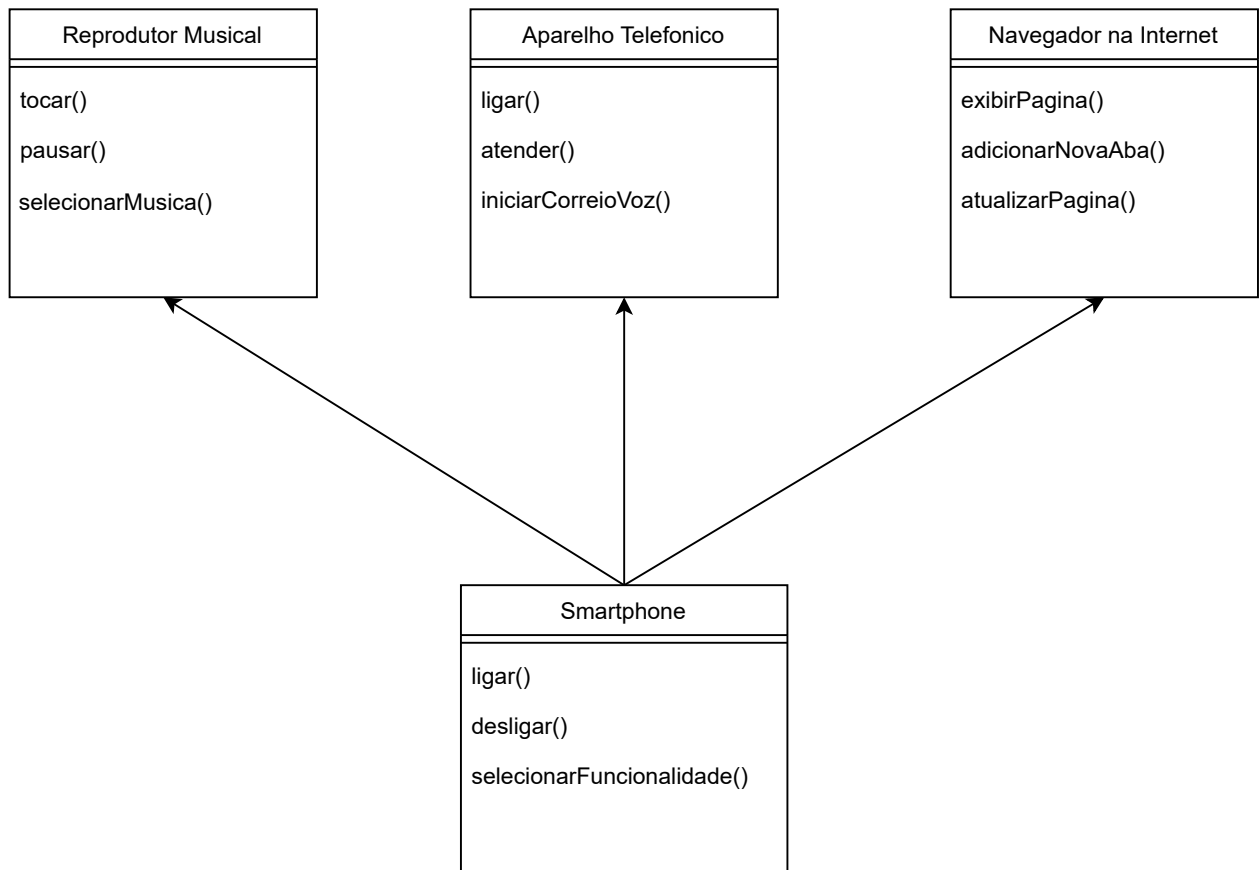 Reprodutor Musical
tocar()
pausar()
selecionarMusica()
Aparelho Telefonico
ligar()
atender()
iniciarCorreioVoz()
Navegador na Internet
exibirPagina()
adicionarNovaAba()
atualizarPagina()
Smartphone
ligar()
desligar()
selecionarFuncionalidade()